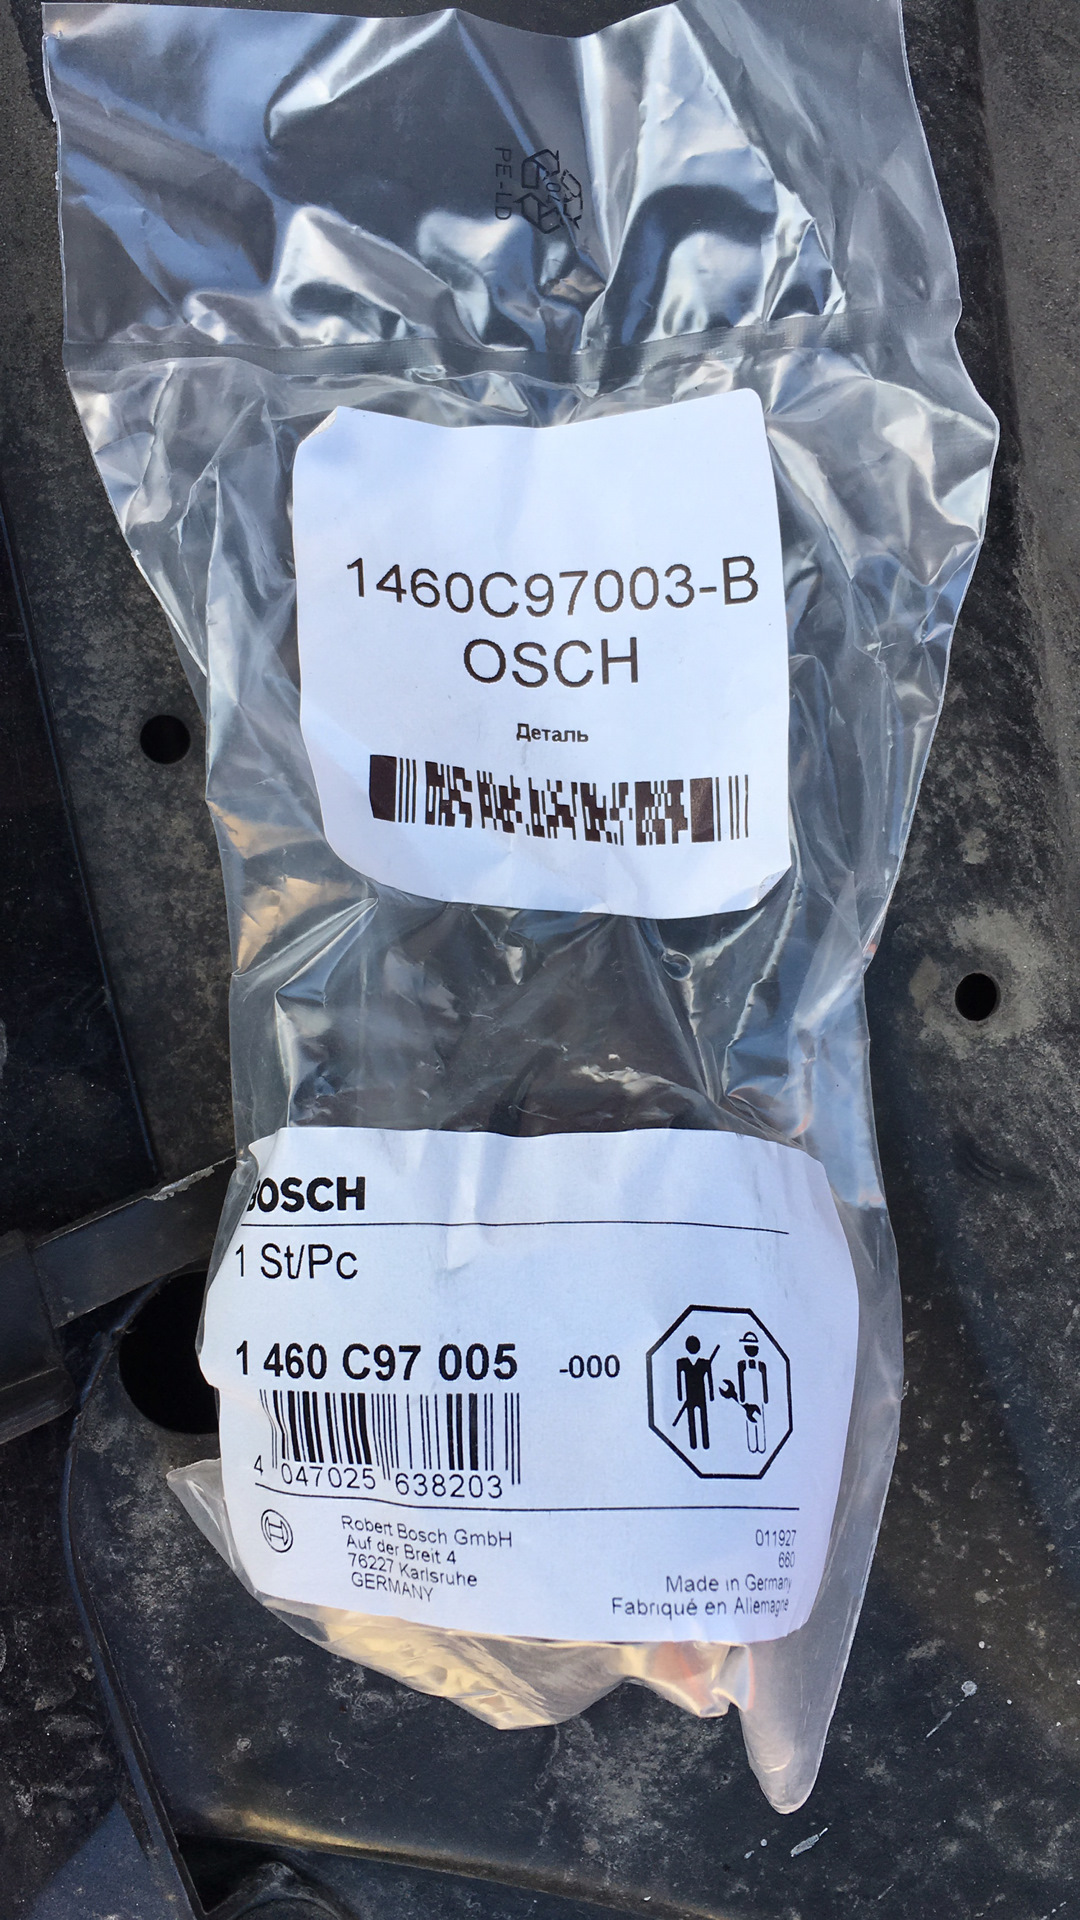 PE-LD
1460C97003-B
OSCH
Деталь
BOSCH
1 St/Pc
1 460 C97 005 -000
4 047025 638203
Robert Bosch GmbH
Auf der Breit 4
76227 Karlsruhe
GERMANY
011927
660
Made in Germany
Fabriqué en Allemagne